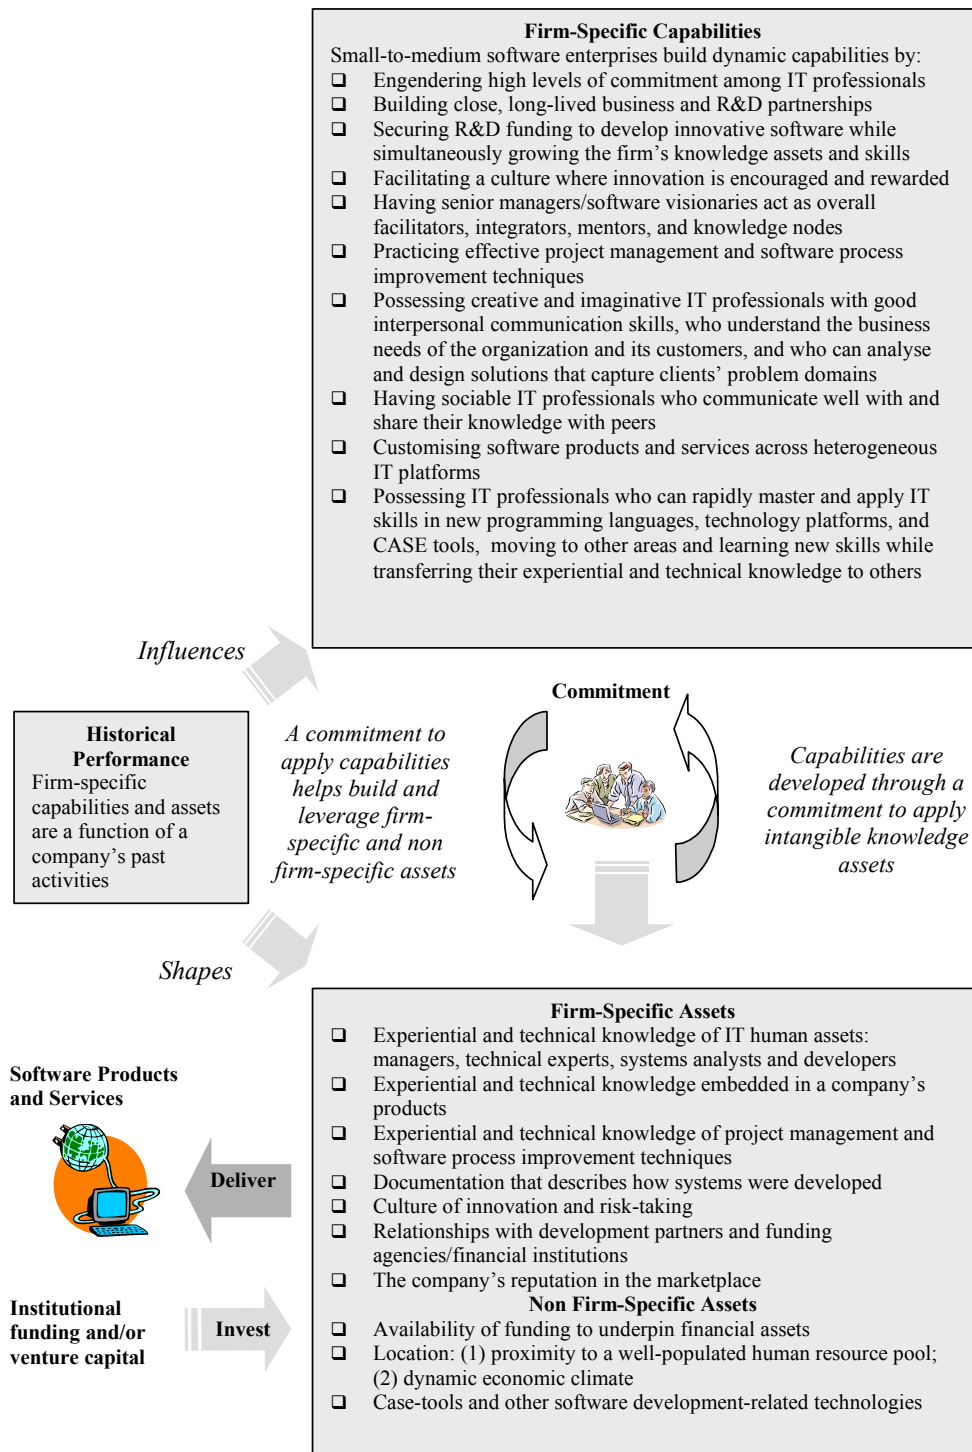 Firm-Specific Capabilities
Small-to-medium software enterprises build dynamic capabilities by:
❑ Engendering high levels of commitment among IT professionals
❑ Building close, long-lived business and R&D partnerships
❑ Securing R&D funding to develop innovative software while
simultaneously growing the firm’s knowledge assets and skills
❑ Facilitating a culture where innovation is encouraged and rewarded
❑ Having senior managers/software visionaries act as overall
facilitators, integrators, mentors, and knowledge nodes
❑ Practicing effective project management and software process
improvement techniques
❑ Possessing creative and imaginative IT professionals with good
interpersonal communication skills, who understand the business
needs of the organization and its customers, and who can analyse
and design solutions that capture clients’ problem domains
❑ Having sociable IT professionals who communicate well with and
share their knowledge with peers
❑ Customising software products and services across heterogeneous
IT platforms
❑ Possessing IT professionals who can rapidly master and apply IT
skills in new programming languages, technology platforms, and
CASE tools, moving to other areas and learning new skills while
transferring their experiential and technical knowledge to others
Influences
Historical
Performance
Firm-specific
capabilities and assets
are a function of a
company’s past
activities
A commitment to
apply capabilities
helps build and
leverage firm-
specific and non
firm-specific assets
Commitment
Capabilities are
developed through a
commitment to apply
intangible knowledge
assets
Shapes
Firm-Specific Assets
❑ Experiential and technical knowledge of IT human assets:
managers, technical experts, systems analysts and developers
❑ Experiential and technical knowledge embedded in a company’s
products
❑ Experiential and technical knowledge of project management and
software process improvement techniques
❑ Documentation that describes how systems were developed
❑ Culture of innovation and risk-taking
❑ Relationships with development partners and funding
agencies/financial institutions
❑ The company’s reputation in the marketplace
Non Firm-Specific Assets
❑ Availability of funding to underpin financial assets
❑ Location: (1) proximity to a well-populated human resource pool;
(2) dynamic economic climate
❑ Case-tools and other software development-related technologies
Software Products
and Services
Deliver
Institutional
funding and/or
venture capital
Invest